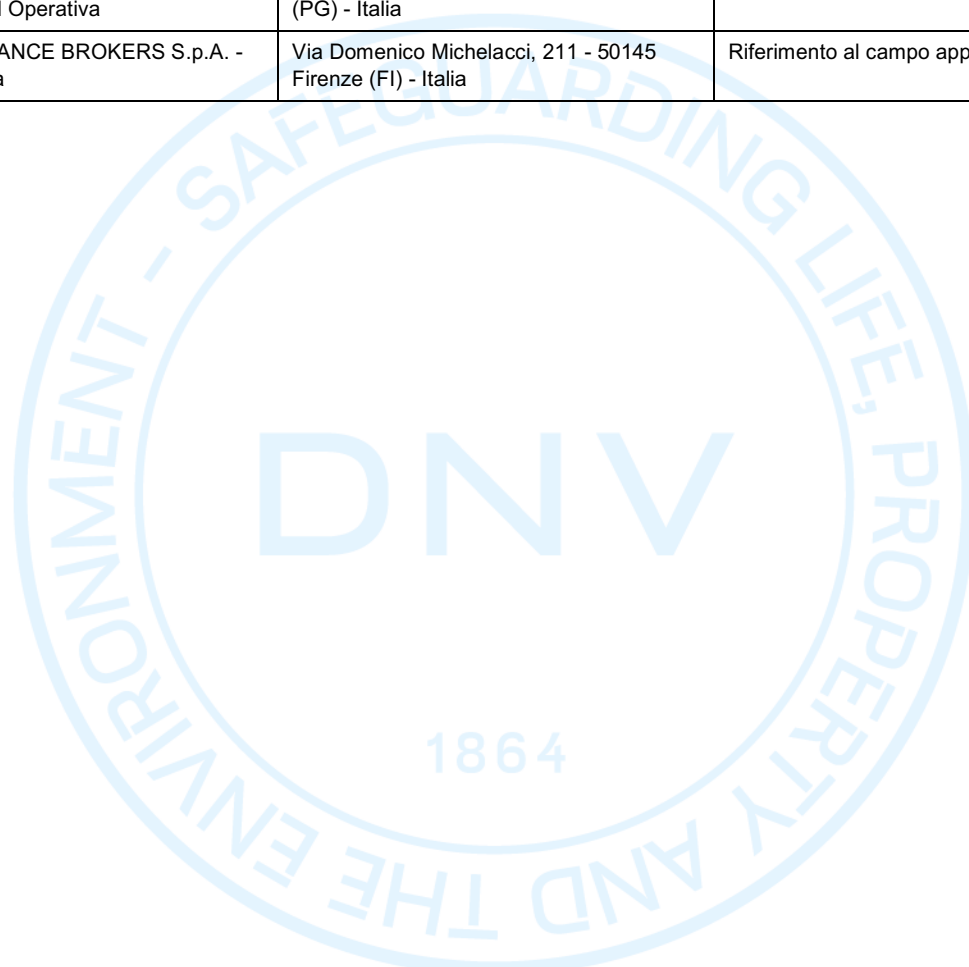 l Operativa
(PG) - Italia
ANCE BROKERS S.p.A. -
a
Via Domenico Michelacci, 211 - 50145
Firenze (FI) - Italia
Riferimento al campo app
SAFEGUARDING LIFE, PROPERTY AND THE ENVIRONMENT -
DNV
1864